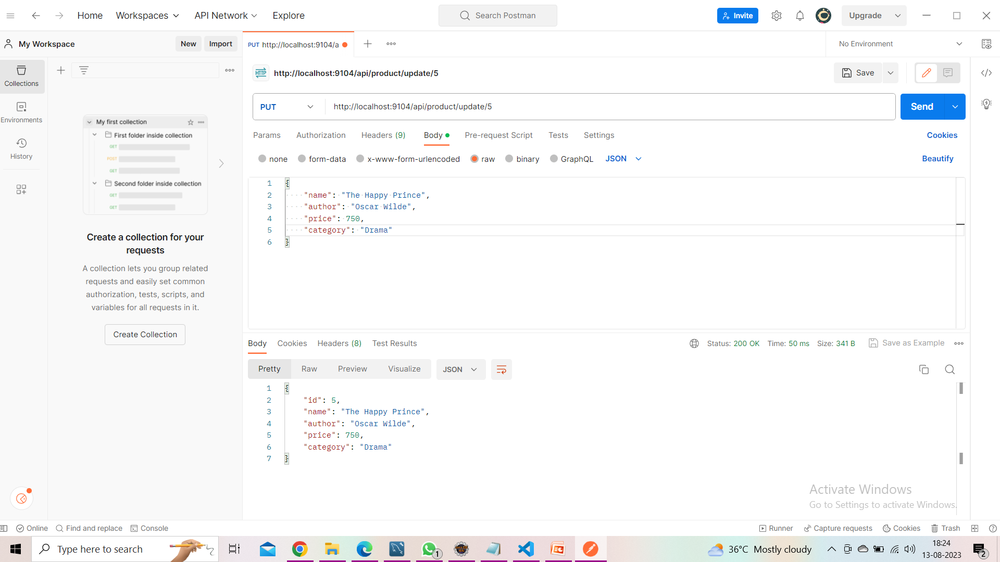 Home Workspaces API Network Explore Search Postman Invite Upgrade
My Workspace New Import PUT http://localhost:9104/a No Environment
Collections
Environments
History
My first collection
First folder inside collection
GET
POST
GET
Second folder inside collection
GET
GET
Create a collection for your
requests
A collection lets you group related
requests and easily set common
authorization, tests, scripts, and
variables for all requests in it.
Create Collection
HTTP http://localhost:9104/api/product/update/5 Save
PUT http://localhost:9104/api/product/update/5 Send
Params Authorization Headers (9) Body Pre-request Script Tests Settings Cookies
none form-data x-www-form-urlencoded raw binary GraphQL JSON Beautify
1 {
2 "name": "The Happy Prince",
3 "author": "Oscar Wilde",
4 "price": 750,
5 "category": "Drama"
6 }
Body Cookies Headers (8) Test Results Status: 200 OK Time: 50 ms Size: 341 B Save as Example
Pretty Raw Preview Visualize JSON
1 {
2 "id": 5,
3 "name": "The Happy Prince",
4 "author": "Oscar Wilde",
5 "price": 750,
6 "category": "Drama"
7 }
Activate Windows
Go to Settings to activate Windows.
Online Find and replace Console Runner Capture requests Cookies Trash
Type here to search 1 36°C Mostly cloudy 18:24
13-08-2023 2